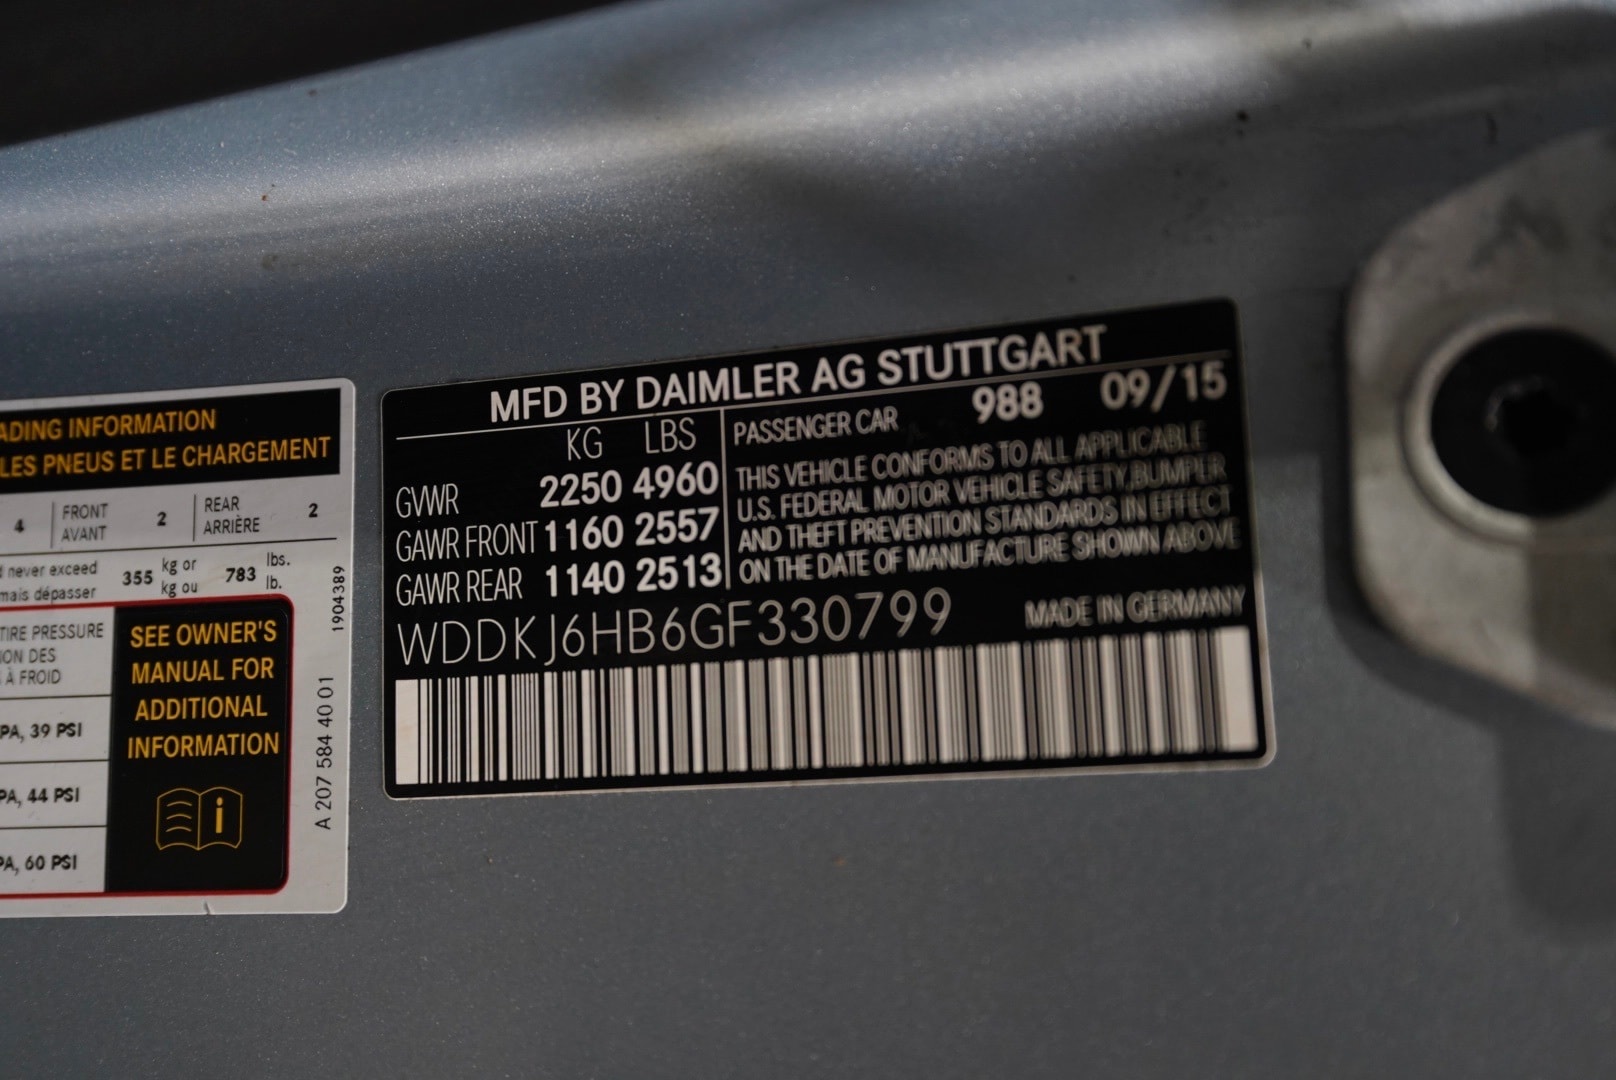 ADING INFORMATION
LES PNEUS ET LE CHARGEMENT
4 FRONT AVANT 2 REAR ARRIÈRE 2
never exceed 355 kg or 783 lbs.
mais dépasser kg ou lb.
TIRE PRESSURE
ION DES
À FROID
PA, 39 PSI
PA, 44 PSI
PA, 60 PSI
SEE OWNER'S
MANUAL FOR
ADDITIONAL
INFORMATION
i
1904389
A 207 584 40 01
MFD BY DAIMLER AG STUTTGART
KG LBS
GVWR 2250 4960
GAWR FRONT 1160 2557
GAWR REAR 1140 2513
PASSENGER CAR 988 09/15
THIS VEHICLE CONFORMS TO ALL APPLICABLE
U.S. FEDERAL MOTOR VEHICLE SAFETY,BUMPER
AND THEFT PREVENTION STANDARDS IN EFFECT
ON THE DATE OF MANUFACTURE SHOWN ABOVE
WDDKJ6HB6GF330799
MADE IN GERMANY